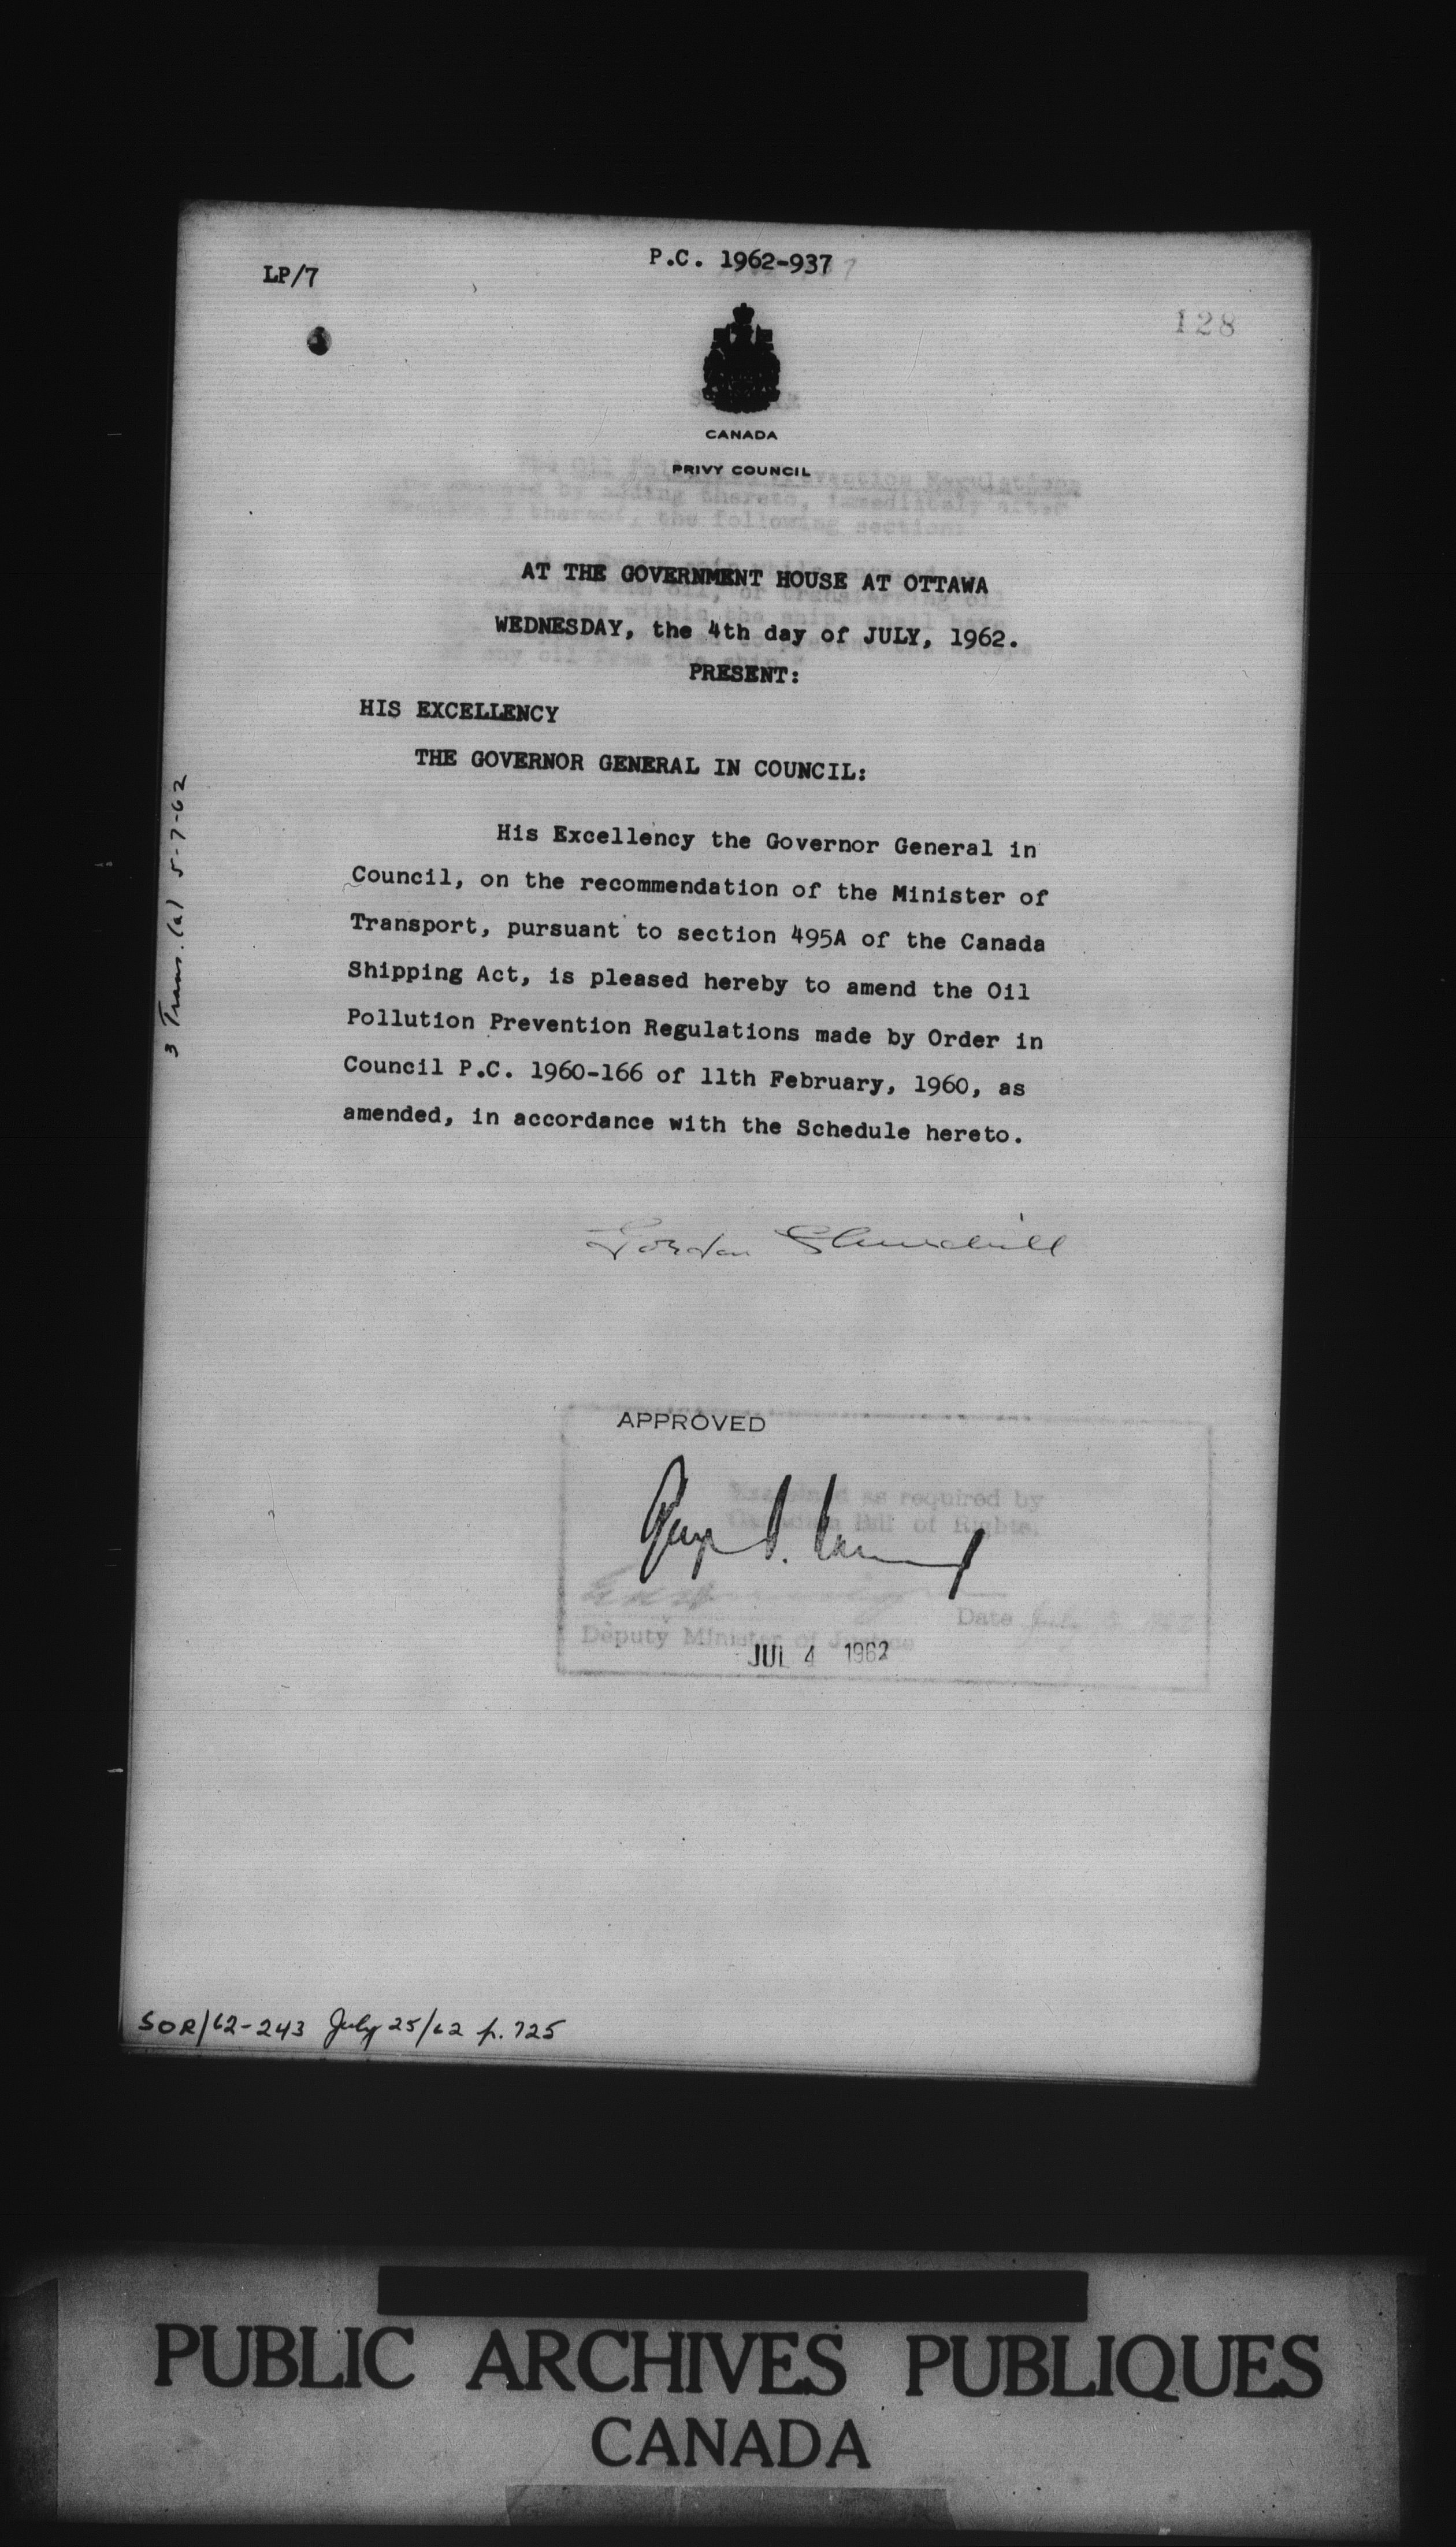 P.C. 1962-937
LP/7
128
CANADA
PRIVY COUNCIL
AT THE GOVERNMENT HOUSE AT OTTAWA
WEDNESDAY, the 4th day of JULY, 1962.
PRESENT:
HIS EXCELLENCY
THE GOVERNOR GENERAL IN COUNCIL:
His Excellency the Governor General in
Council, on the recommendation of the Minister of
Transport, pursuant to section 495A of the Canada
Shipping Act, is pleased hereby to amend the Oil
Pollution Prevention Regulations made by Order in
Council P.C. 1960-166 of 11th February, 1960, as
amended, in accordance with the Schedule hereto.
3 Trans. (a) 5-7-62
Gordon Churchill
APPROVED
Examined as required by
Canadian Bill of Rights.
Date July 1962
Deputy Minister of Justice
JUL 4 1962
SOR/62-243 July 25/62 p. 725
PUBLIC ARCHIVES PUBLIQUES
CANADA